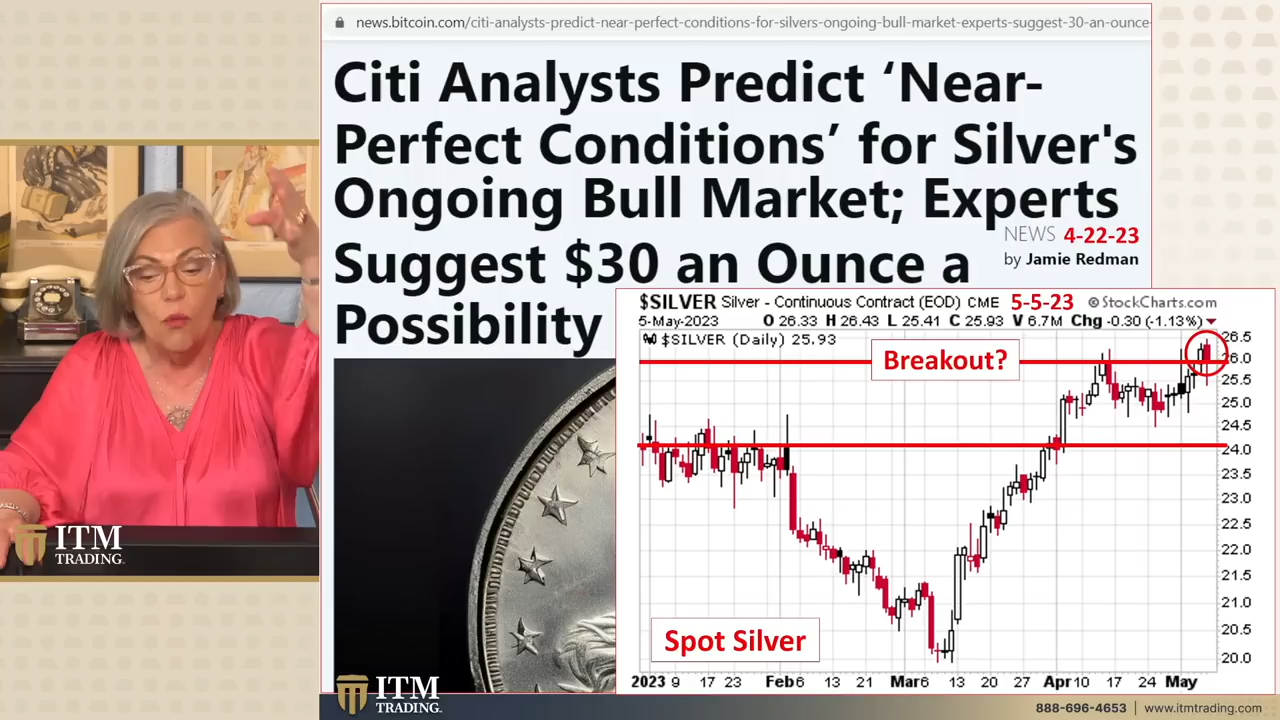 news.bitcoin.com/citi-analysts-predict-near-perfect-conditions-for-silvers-ongoing-bull-market-experts-suggest-30-an-ounce-
Citi Analysts Predict ‘Near-
Perfect Conditions’ for Silver's
Ongoing Bull Market; Experts
Suggest $30 an Ounce a
Possibility
NEWS 4-22-23
by Jamie Redman
$SILVER Silver - Continuous Contract (EOD) CME 5-5-23 ©StockCharts.com
5-May-2023 O 26.33 H 26.43 L 25.41 C 25.93 V 6.7M Chg -0.30 (-1.13%)
$SILVER (Daily) 25.93
Breakout?
26.5
26.0
25.5
25.0
24.0
23.5
23.0
22.5
22.0
21.5
21.0
20.5
20.0
Spot Silver
2023 9 17 23 Feb 6 13 21 Mar 6 13 20 27 Apr 10 17 24 May
ITM
TRADING.
ITM
TRADING.
888-696-4653 | www.itmtrading.com